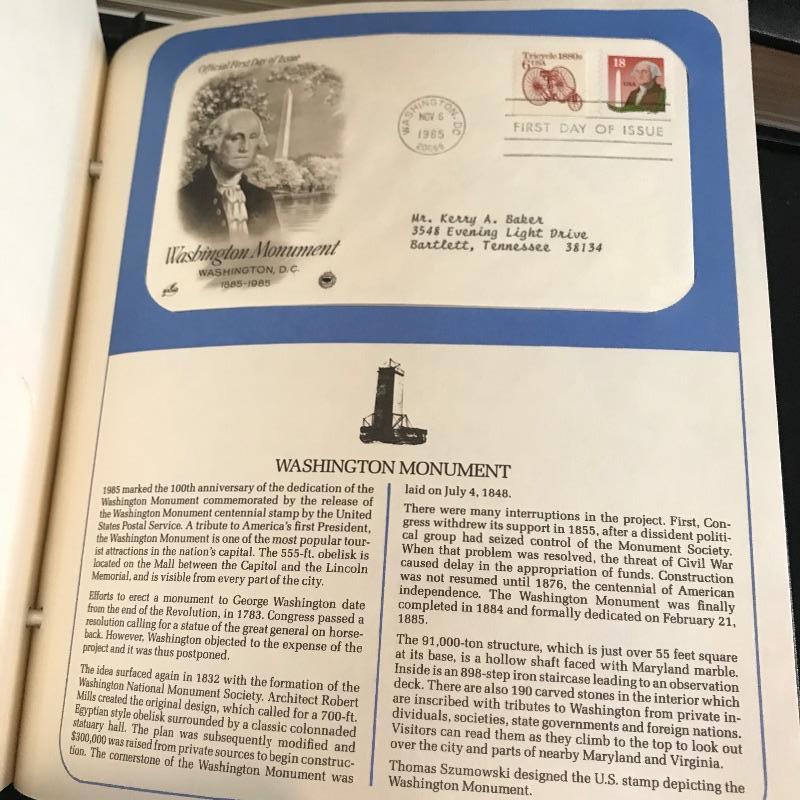 Official First Day of Issue
Washington Monument
WASHINGTON, D.C.
1885-1985
WASHINGTON, DC
NOV 6
1985
Tricycle 1880s
6 USA
18
USA
FIRST DAY OF ISSUE
Mr. Kerry A. Baker
3548 Evening Light Drive
Bartlett, Tennessee 38134
WASHINGTON MONUMENT
1985 marked the 100th anniversary of the dedication of the
Washington Monument commemorated by the release of
the Washington Monument centennial stamp by the United
States Postal Service. A tribute to America's first President,
the Washington Monument is one of the most popular tour-
ist attractions in the nation's capital. The 555-ft. obelisk is
located on the Mall between the Capitol and the Lincoln
Memorial, and is visible from every part of the city.
Efforts to erect a monument to George Washington date
from the end of the Revolution, in 1783. Congress passed a
resolution calling for a statue of the great general on horse-
back. However, Washington objected to the expense of the
project and it was thus postponed.
The idea surfaced again in 1832 with the formation of the
Washington National Monument Society. Architect Robert
Mills created the original design, which called for a 700-ft.
Egyptian style obelisk surrounded by a classic colonnaded
statuary hall. The plan was subsequently modified and
$300,000 was raised from private sources to begin construc-
tion. The cornerstone of the Washington Monument was
laid on July 4, 1848.
There were many interruptions in the project. First, Con-
gress withdrew its support in 1855, after a dissident politi-
cal group had seized control of the Monument Society.
When that problem was resolved, the threat of Civil War
caused delay in the appropriation of funds. Construction
was not resumed until 1876, the centennial of American
independence. The Washington Monument was finally
completed in 1884 and formally dedicated on February 21,
1885.
The 91,000-ton structure, which is just over 55 feet square
at its base, is a hollow shaft faced with Maryland marble.
Inside is an 898-step iron staircase leading to an observation
deck. There are also 190 carved stones in the interior which
are inscribed with tributes to Washington from private in-
dividuals, societies, state governments and foreign nations.
Visitors can read them as they climb to the top to look out
over the city and parts of nearby Maryland and Virginia.
Thomas Szumowski designed the U.S. stamp depicting the
Washington Monument.